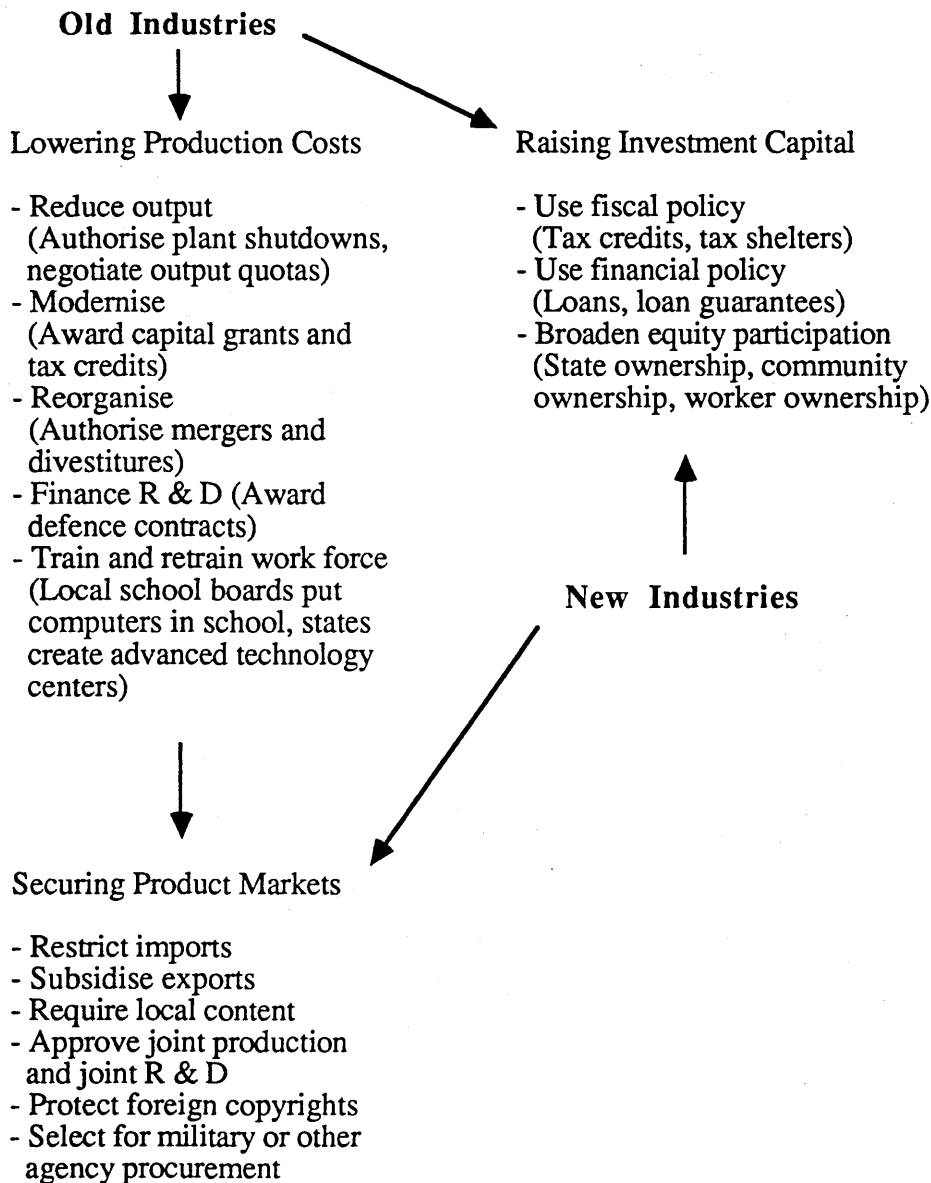 Old Industries
Lowering Production Costs
- Reduce output
(Authorise plant shutdowns,
negotiate output quotas)
- Modernise
(Award capital grants and
tax credits)
- Reorganise
(Authorise mergers and
divestitures)
- Finance R & D (Award
defence contracts)
- Train and retrain work force
(Local school boards put
computers in school, states
create advanced technology
centers)
Raising Investment Capital
- Use fiscal policy
(Tax credits, tax shelters)
- Use financial policy
(Loans, loan guarantees)
- Broaden equity participation
(State ownership, community
ownership, worker ownership)
New Industries
Securing Product Markets
- Restrict imports
- Subsidise exports
- Require local content
- Approve joint production
and joint R & D
- Protect foreign copyrights
- Select for military or other
agency procurement